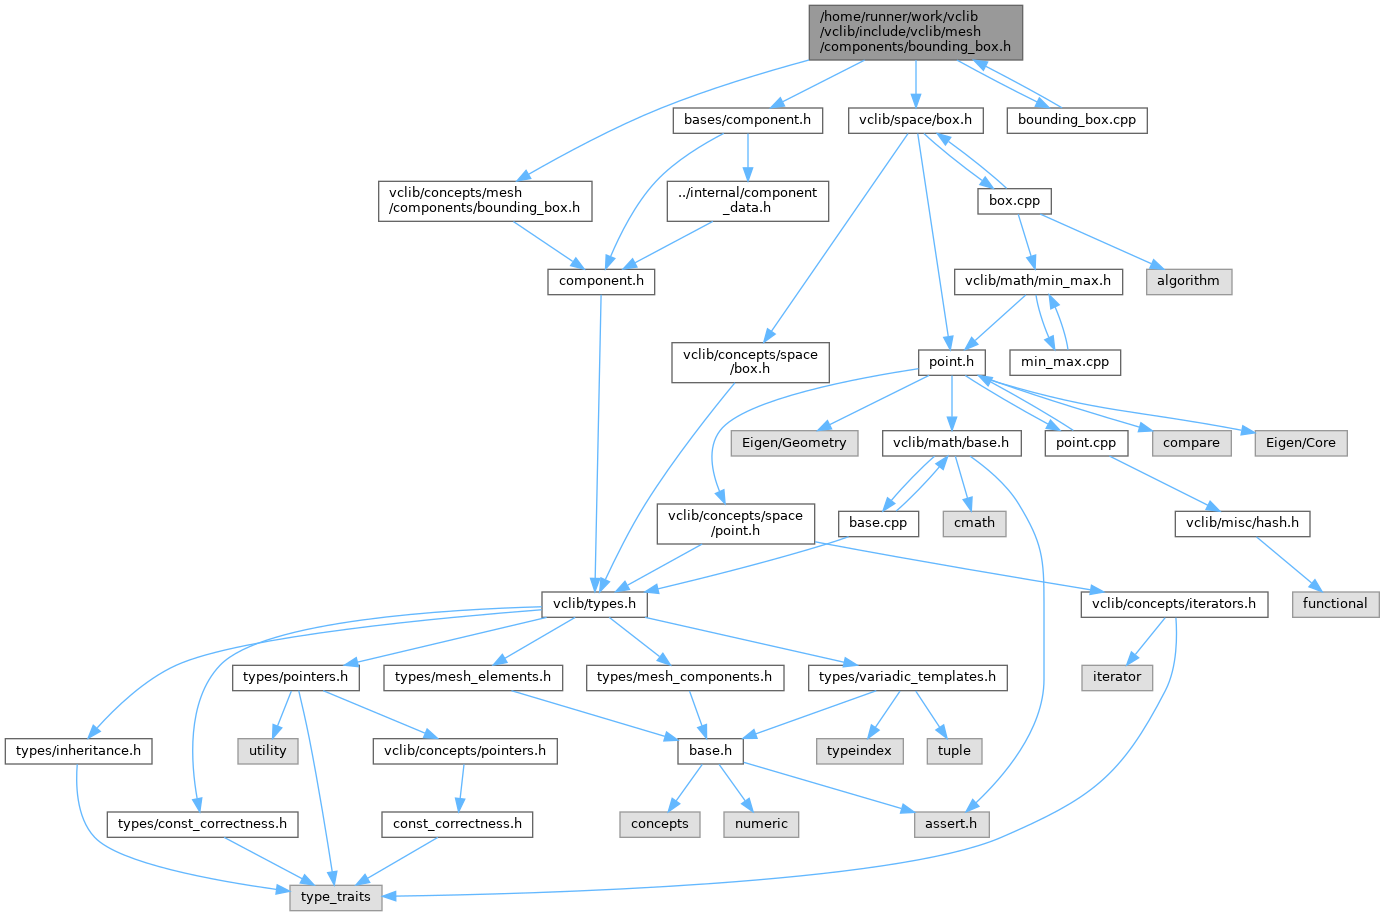 /home/runner/work/vclib
/vclib/include/vclib/mesh
/components/bounding_box.h
bases/component.h
vclib/space/box.h
bounding_box.cpp
vclib/concepts/mesh
/components/bounding_box.h
../internal/component
_data.h
box.cpp
component.h
vclib/math/min_max.h
algorithm
vclib/concepts/space
/box.h
point.h
min_max.cpp
Eigen/Geometry
vclib/math/base.h
point.cpp
compare
Eigen/Core
vclib/concepts/space
/point.h
base.cpp
cmath
vclib/misc/hash.h
vclib/types.h
vclib/concepts/iterators.h
functional
types/pointers.h
types/mesh_elements.h
types/mesh_components.h
types/variadic_templates.h
iterator
types/inheritance.h
utility
vclib/concepts/pointers.h
base.h
typeindex
tuple
types/const_correctness.h
const_correctness.h
concepts
numeric
assert.h
type_traits